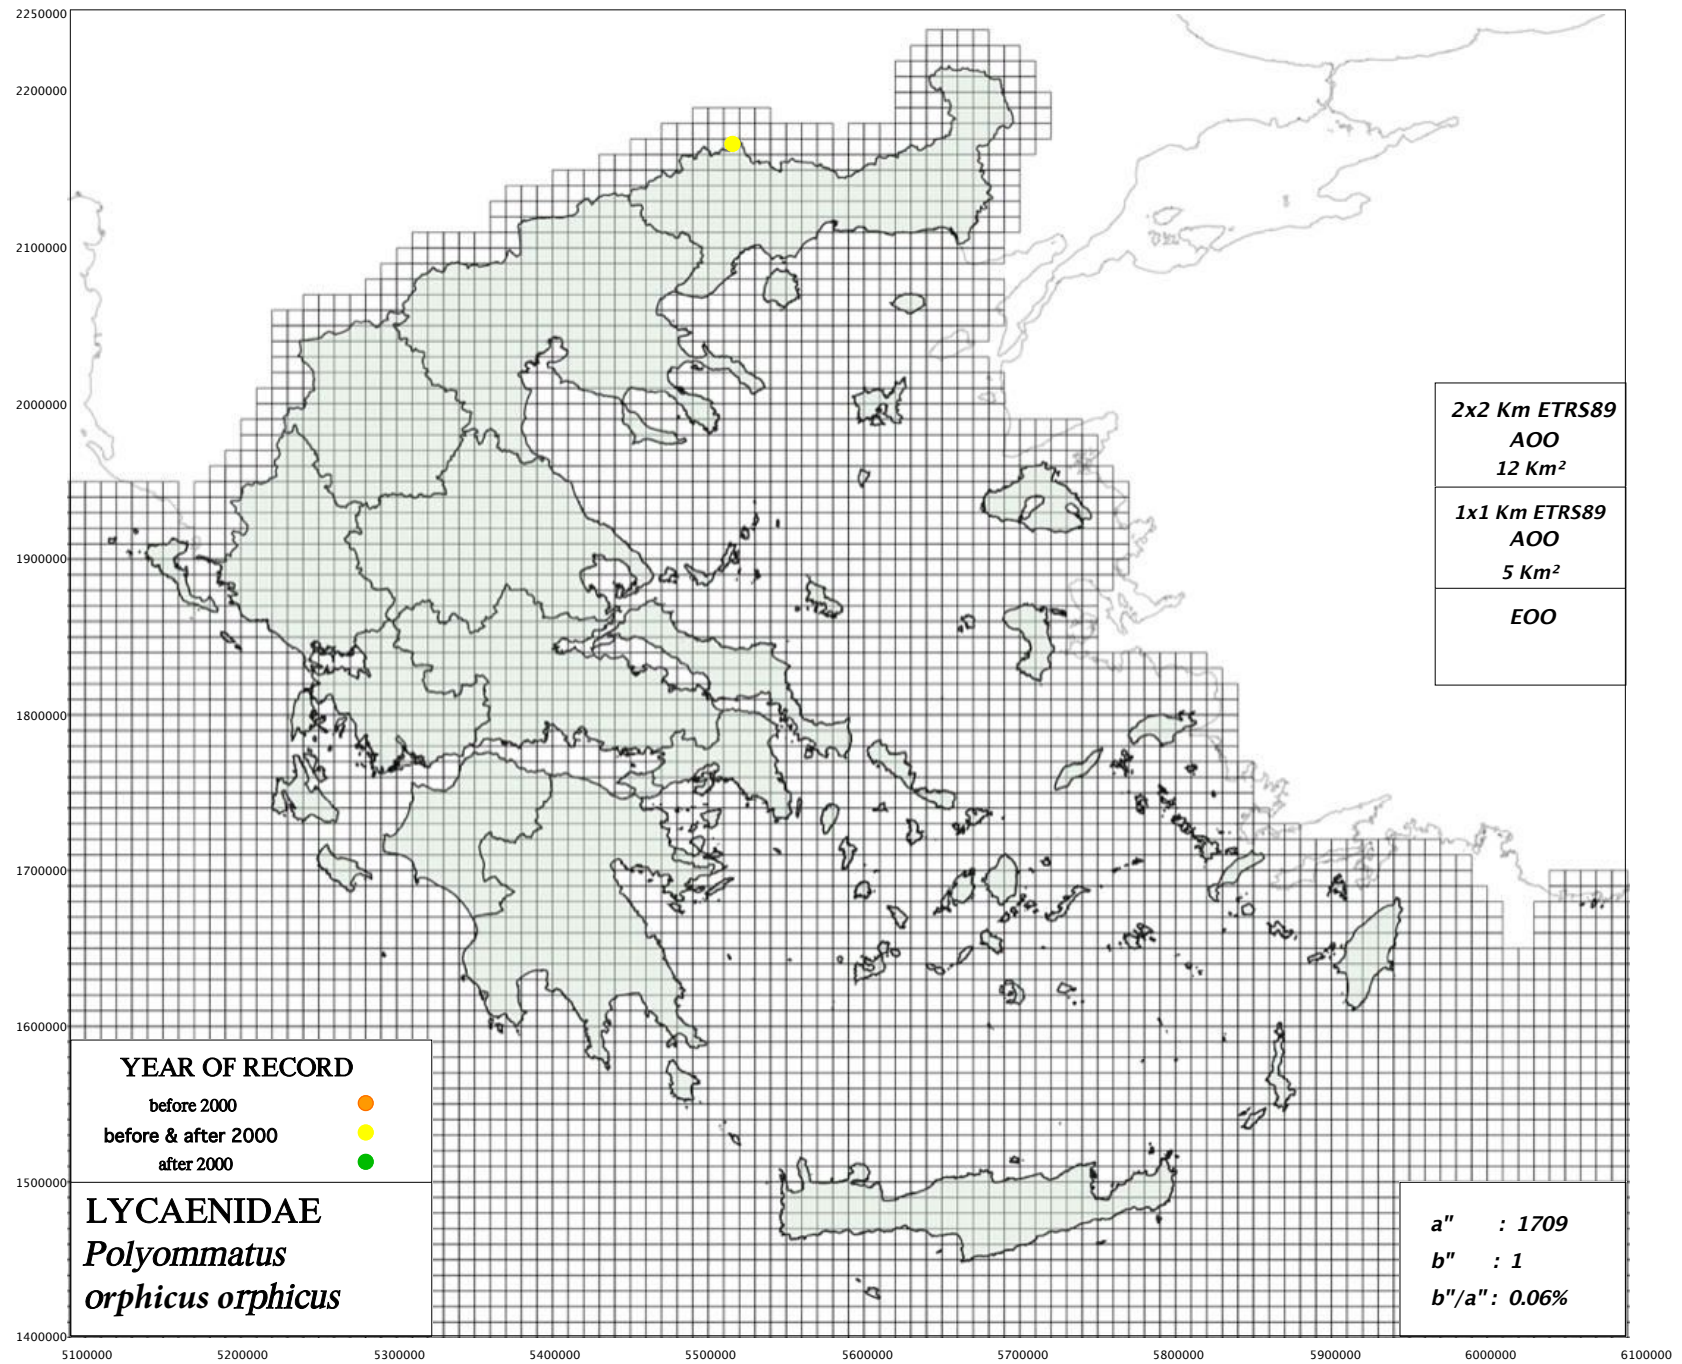 2250000
2200000
2100000
2000000
1900000
1800000
1700000
1600000
1500000
1400000
2x2 Km ETRS89
AOO
12 Km²
1x1 Km ETRS89
AOO
5 Km²
EOO
YEAR OF RECORD
before 2000
before & after 2000
after 2000
LYCAENIDAE
Polyommatus
orphicus orphicus
a" : 1709
b" : 1
b"/a" : 0.06%
5100000 5200000 5300000 5400000 5500000 5600000 5700000 5800000 5900000 6000000 6100000